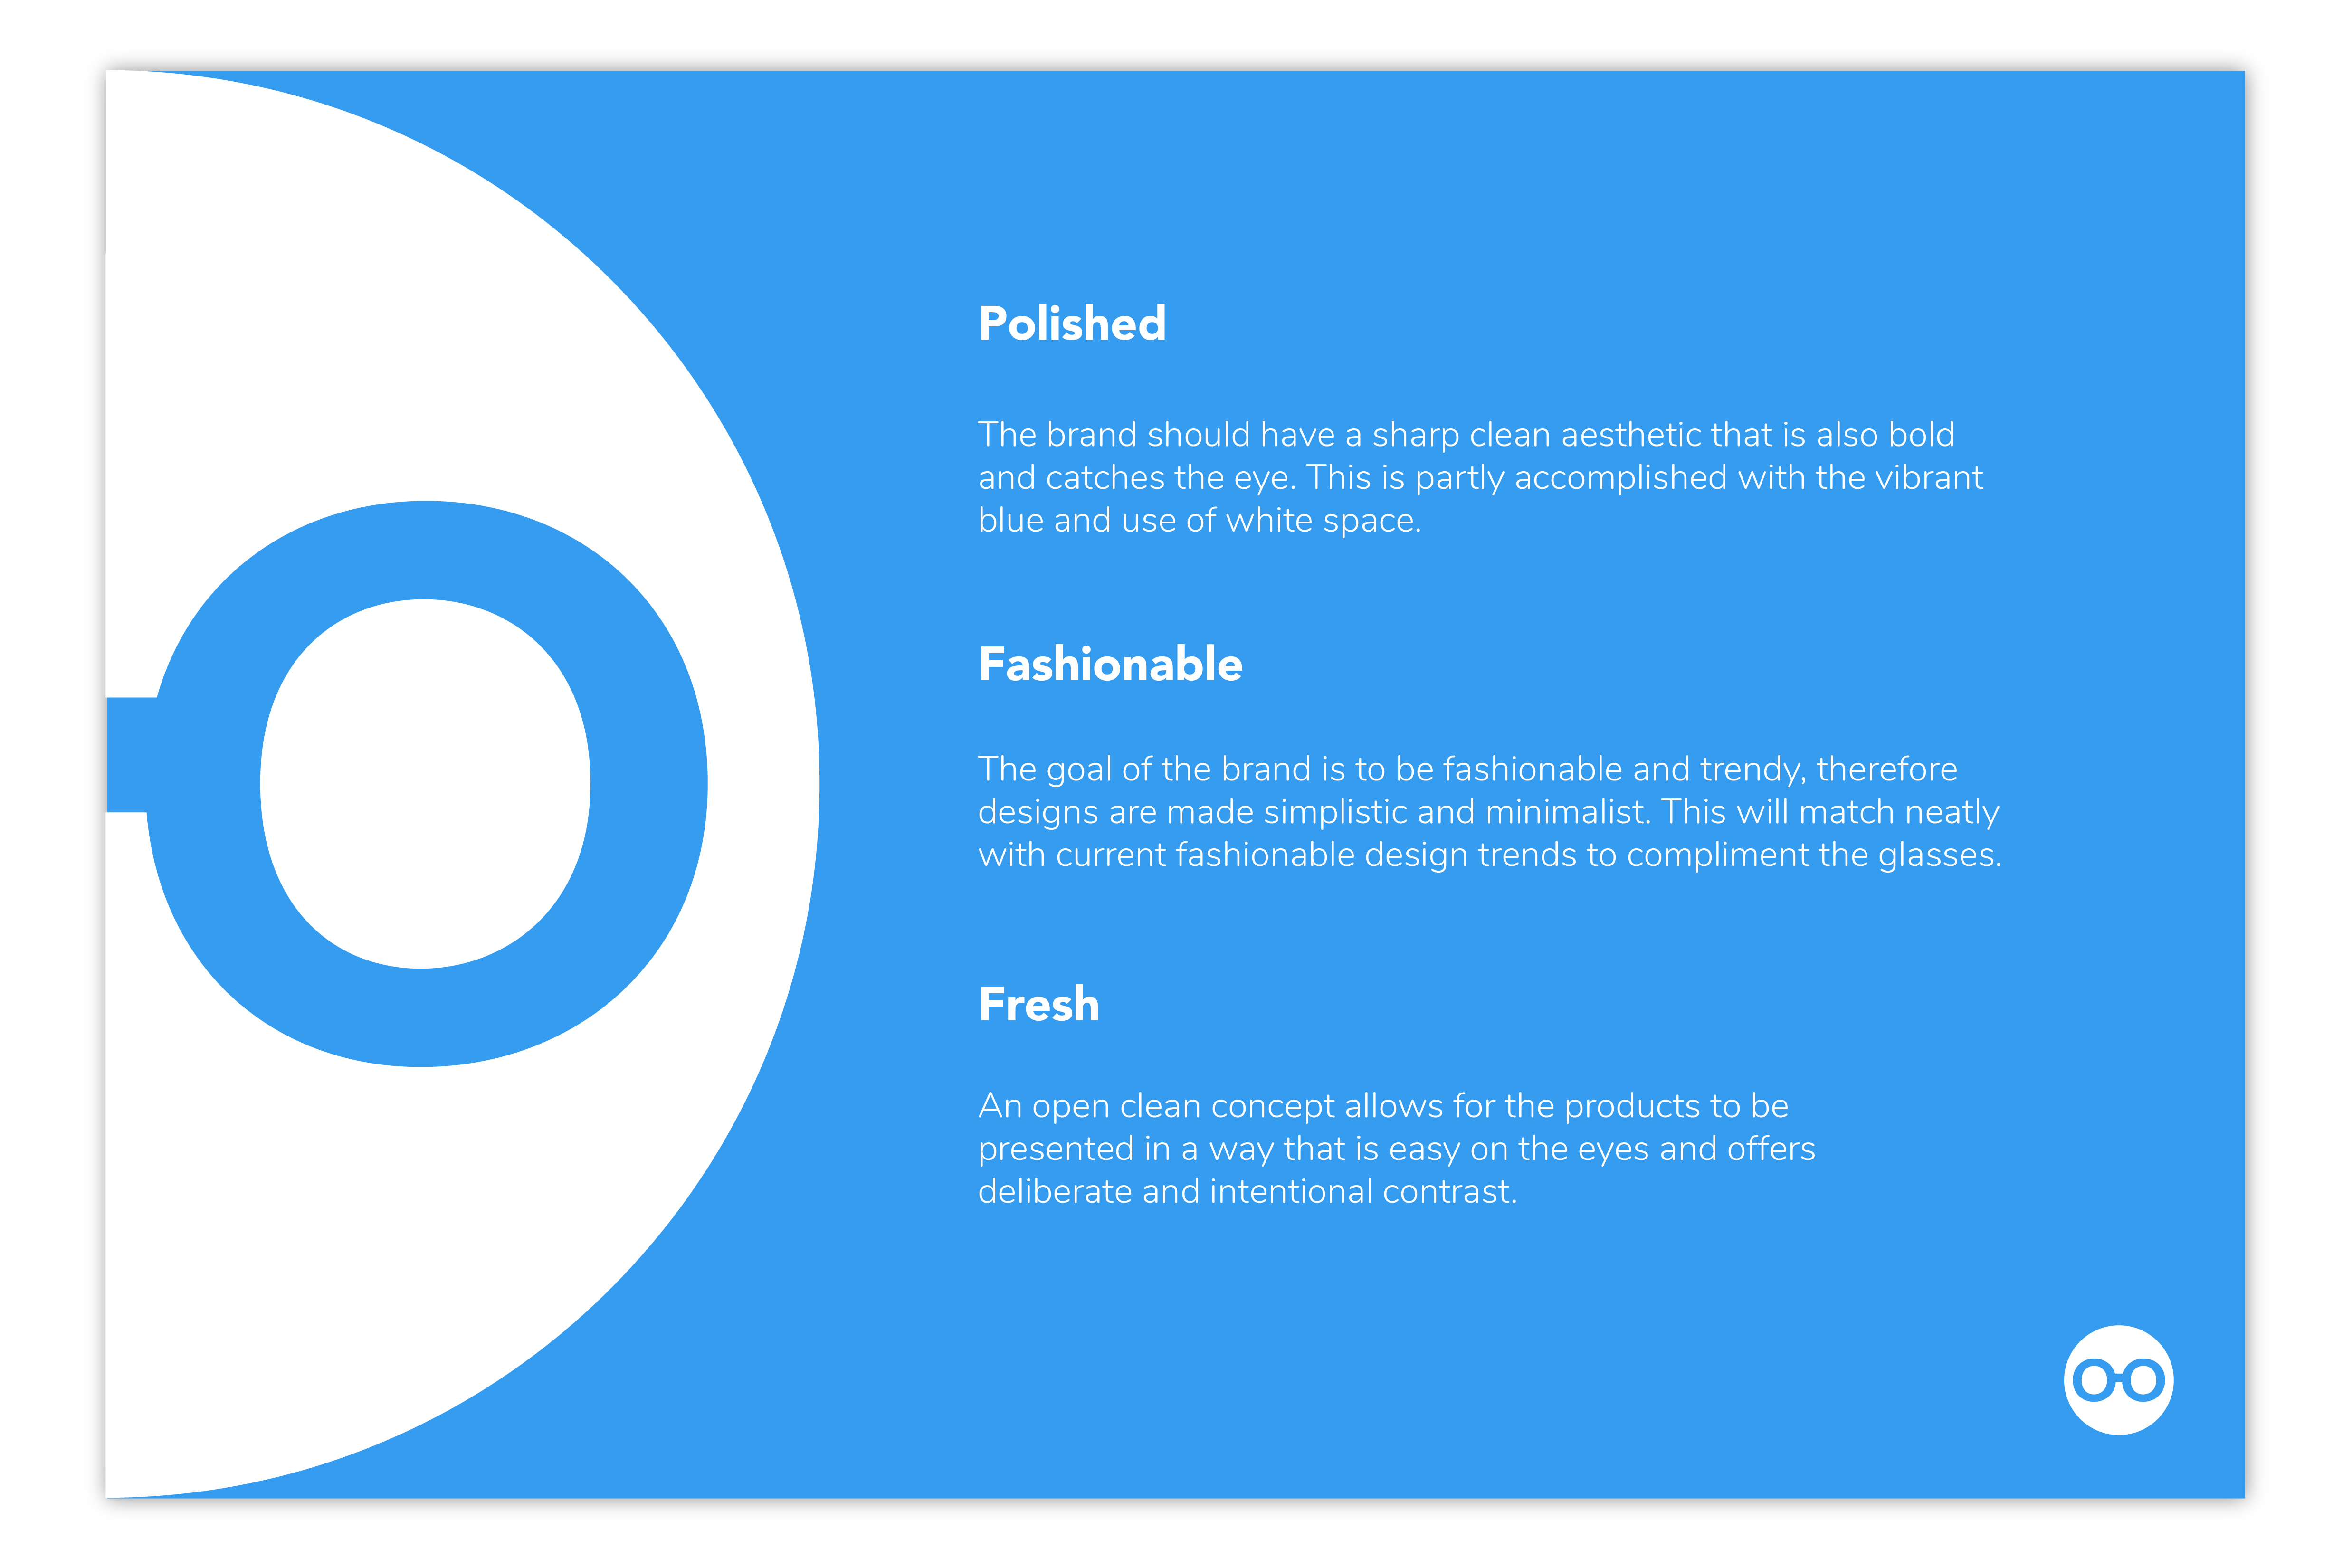 Polished
The brand should have a sharp clean aesthetic that is also bold
and catches the eye. This is partly accomplished with the vibrant
blue and use of white space.
Fashionable
The goal of the brand is to be fashionable and trendy, therefore
designs are made simplistic and minimalist. This will match neatly
with current fashionable design trends to compliment the glasses.
Fresh
An open clean concept allows for the products to be
presented in a way that is easy on the eyes and offers
deliberate and intentional contrast.